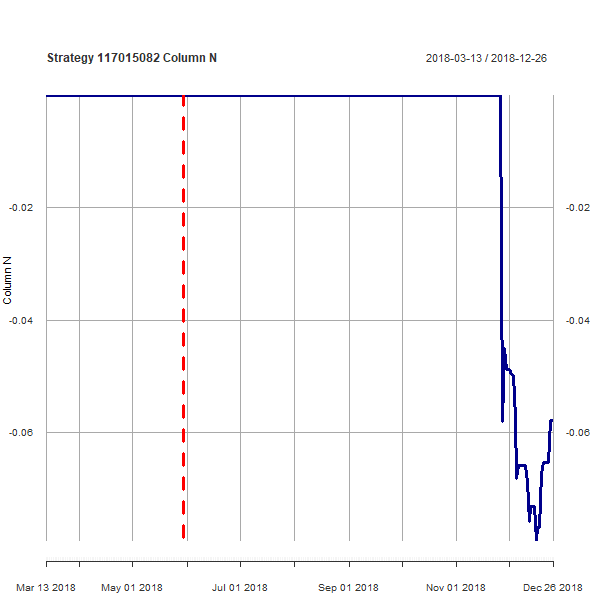 Strategy 117015082 Column N
2018-03-13 / 2018-12-26
-0.02
-0.02
Column N
-0.04
-0.04
-0.06
-0.06
Mar 13 2018
May 01 2018
Jul 01 2018
Sep 01 2018
Nov 01 2018
Dec 26 2018